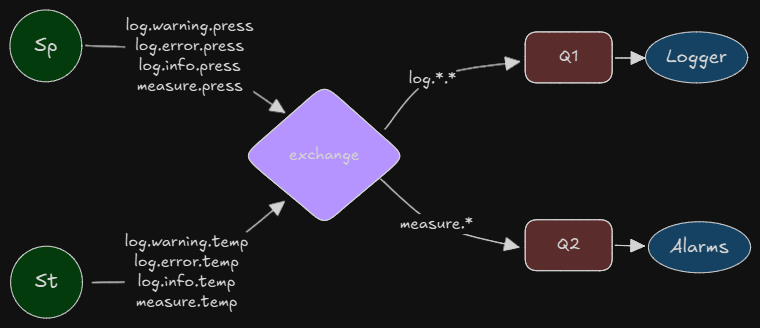 Sp
log.warning.press
log.error.press
log.info.press
measure.press
exchange
log.*.*
Q1
Logger
St
log.warning.temp
log.error.temp
log.info.temp
measure.temp
measure.*
Q2
Alarms